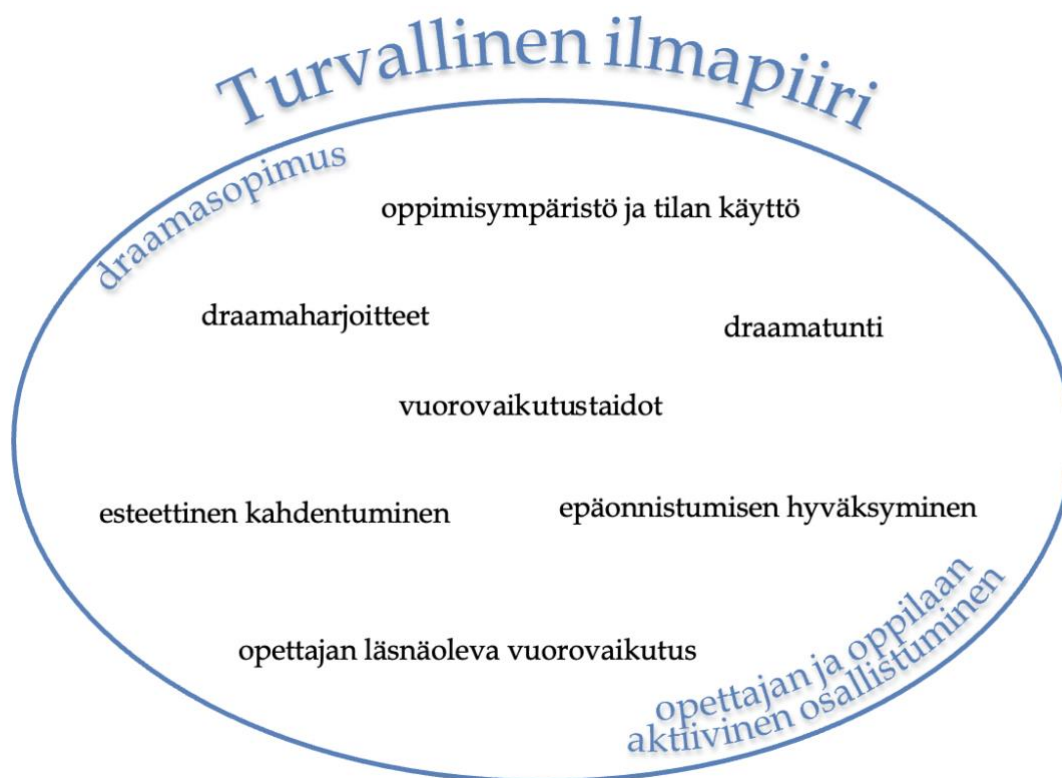 Turvallinen ilmapiiri
draamasopimus
oppimisympäristö ja tilan käyttö
draamaharjoitteet
draamatunti
vuorovaikutustaidot
esteettinen kahdentuminen
epäonnistumisen hyväksyminen
opettajan läsnäoleva vuorovaikutus
opettajan ja oppilaan
aktiivinen osallistuminen